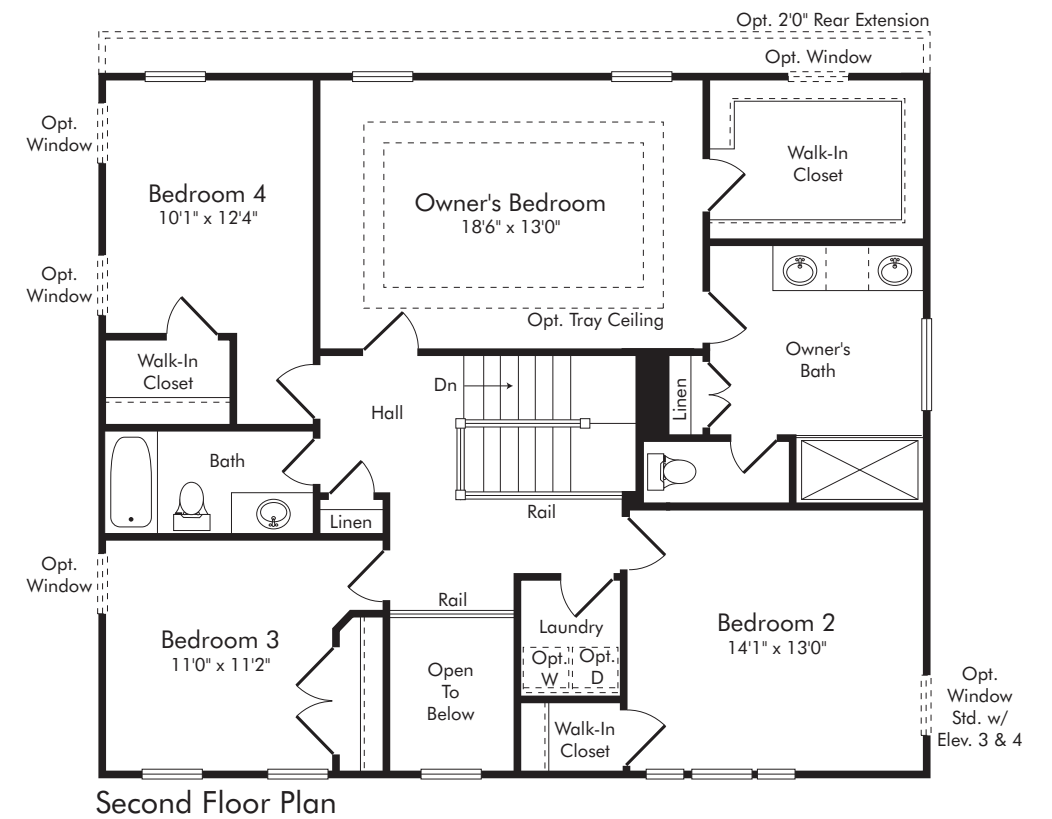 Opt. 2'0" Rear Extension
Opt. Window
Opt.
Window
Walk-In
Closet
Bedroom 4
10'1" x 12'4"
Owner's Bedroom
18'6" x 13'0"
Opt.
Window
Opt. Tray Ceiling
Walk-In
Closet
Owner's
Bath
Dn
Linen
Hall
Bath
Linen
Rail
Opt.
Window
Rail
Bedroom 3
11'0" x 11'2"
Laundry
Opt.
W
Opt.
D
Bedroom 2
14'1" x 13'0"
Open
To
Below
Opt.
Window
Std. w/
Elev. 3 & 4
Walk-In
Closet
Second Floor Plan